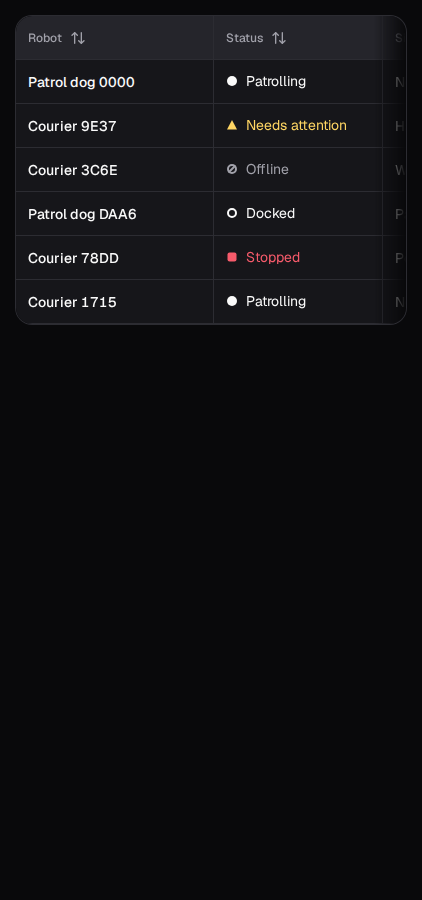 Robot Status
Patrol dog 0000 Patrolling
Courier 9E37 Needs attention
Courier 3C6E Offline
Patrol dog DAA6 Docked
Courier 78DD Stopped
Courier 1715 Patrolling